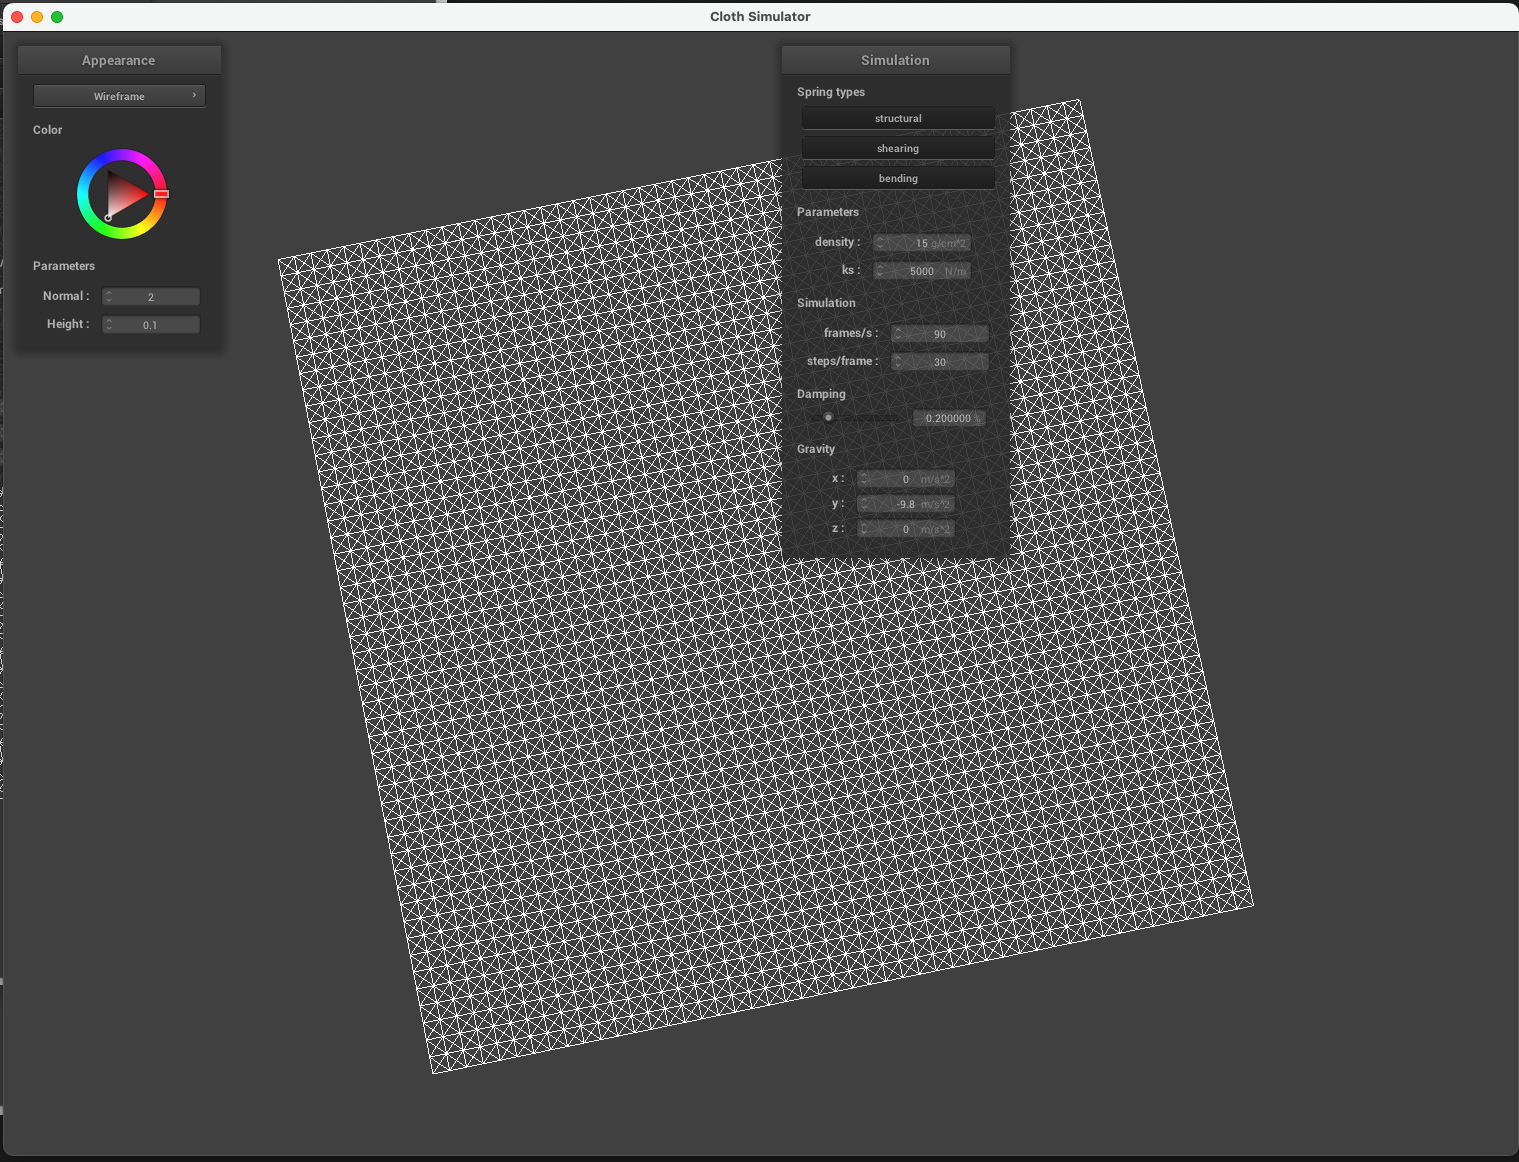 Cloth Simulator
Appearance
Wireframe
Color
Parameters
Normal : 2
Height : 0.1
Simulation
Spring types
structural
shearing
bending
Parameters
density : 15 g/cm^2
ks : 5000 N/m
Simulation
frames/s : 90
steps/frame : 30
Damping
0.200000 %
Gravity
x : 0 m/s^2
y : -9.8 m/s^2
z : 0 m/s^2